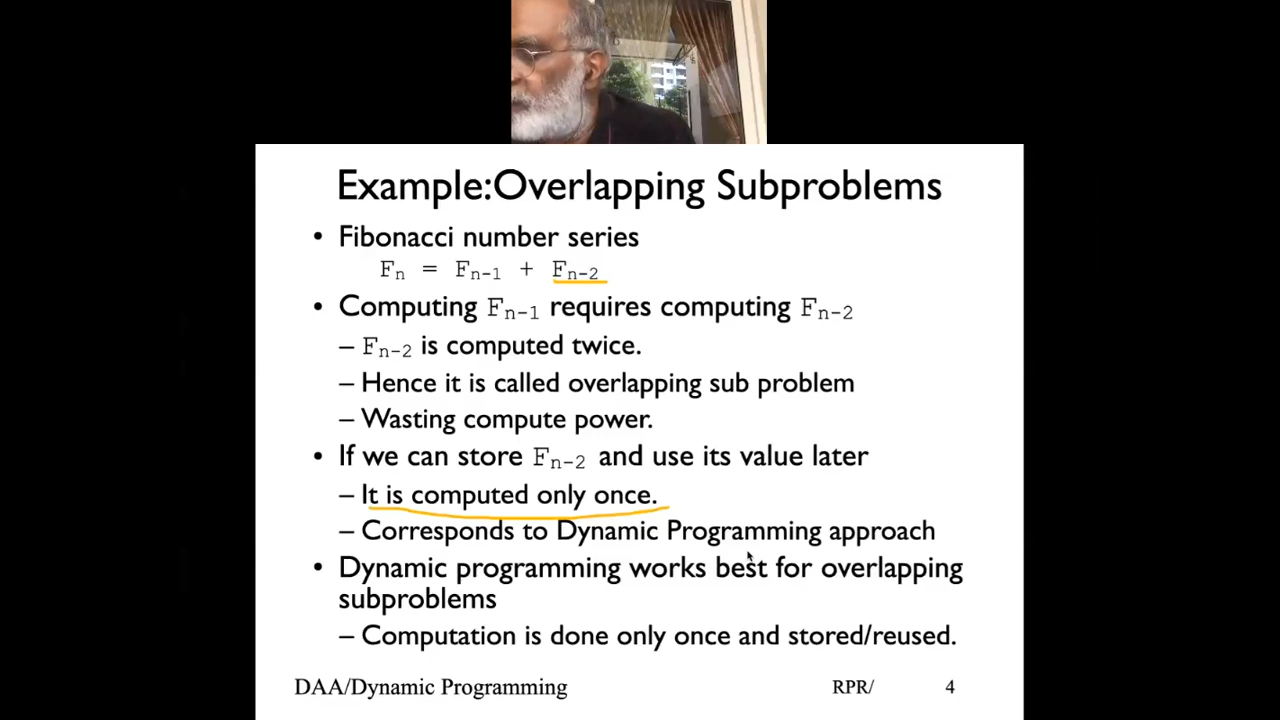 Example:Overlapping Subproblems
• Fibonacci number series
Fn = Fn-1 + Fn-2
• Computing Fn-1 requires computing Fn-2
– Fn-2 is computed twice.
– Hence it is called overlapping sub problem
– Wasting compute power.
• If we can store Fn-2 and use its value later
– It is computed only once.
– Corresponds to Dynamic Programming approach
• Dynamic programming works best for overlapping
subproblems
– Computation is done only once and stored/reused.
DAA/Dynamic Programming RPR/ 4